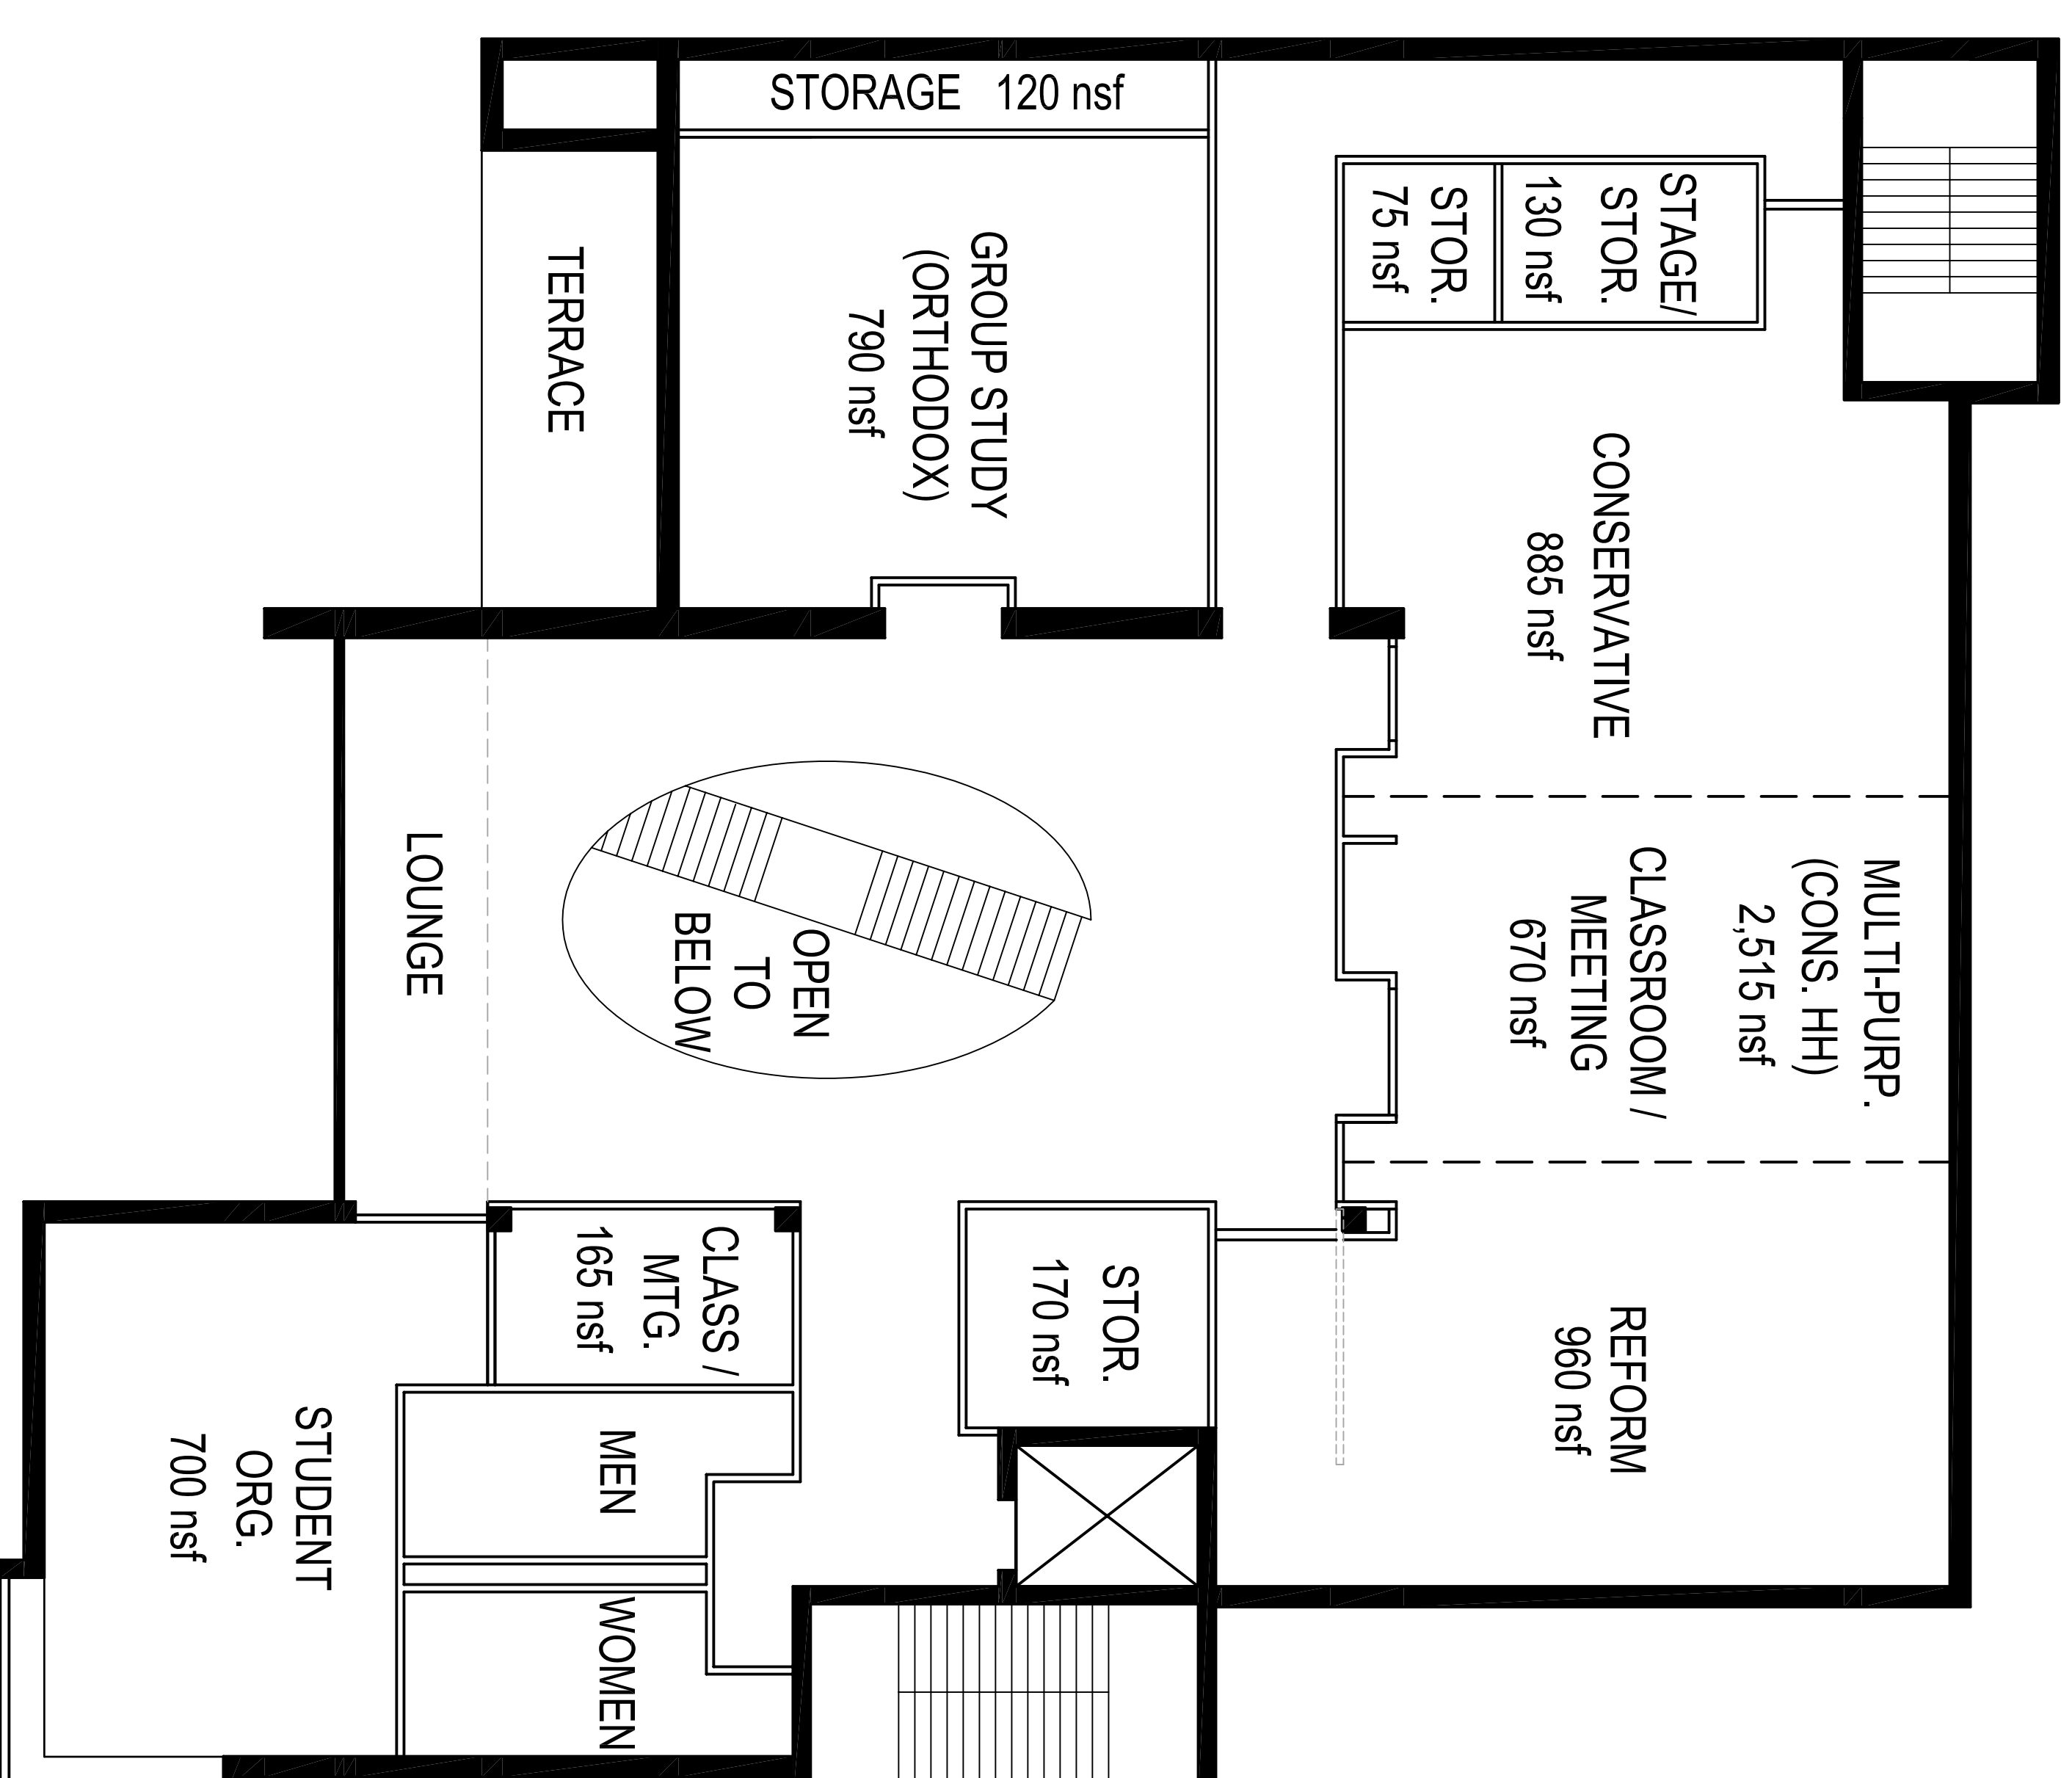 STORAGE 120 nsf
STAGE/
STOR.
130 nsf
STOR.
75 nsf
GROUP STUDY
(ORTHODOX)
790 nsf
TERRACE
CONSERVATIVE
885 nsf
MULTI-PURP.
(CONS. HH)
2,515 nsf
CLASSROOM /
MEETING
670 nsf
OPEN
TO
BELOW
LOUNGE
REFORM
960 nsf
STOR.
170 nsf
CLASS /
MTG.
165 nsf
MEN
WOMEN
STUDENT
ORG.
700 nsf